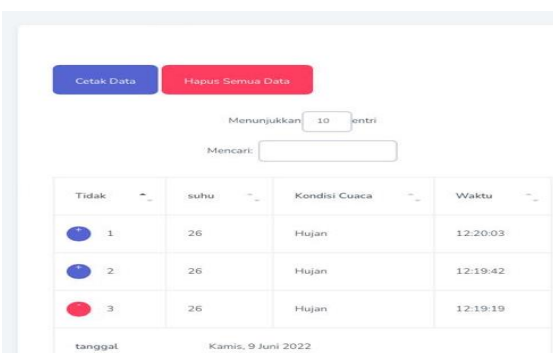 Cetak Data Hapus Semua Data
Menunjukkan 10 entri
Mencari:
Tidak suhu Kondisi Cuaca Waktu
1 26 Hujan 12:20:03
2 26 Hujan 12:19:42
3 26 Hujan 12:19:19
tanggal Kamis, 9 Juni 2022